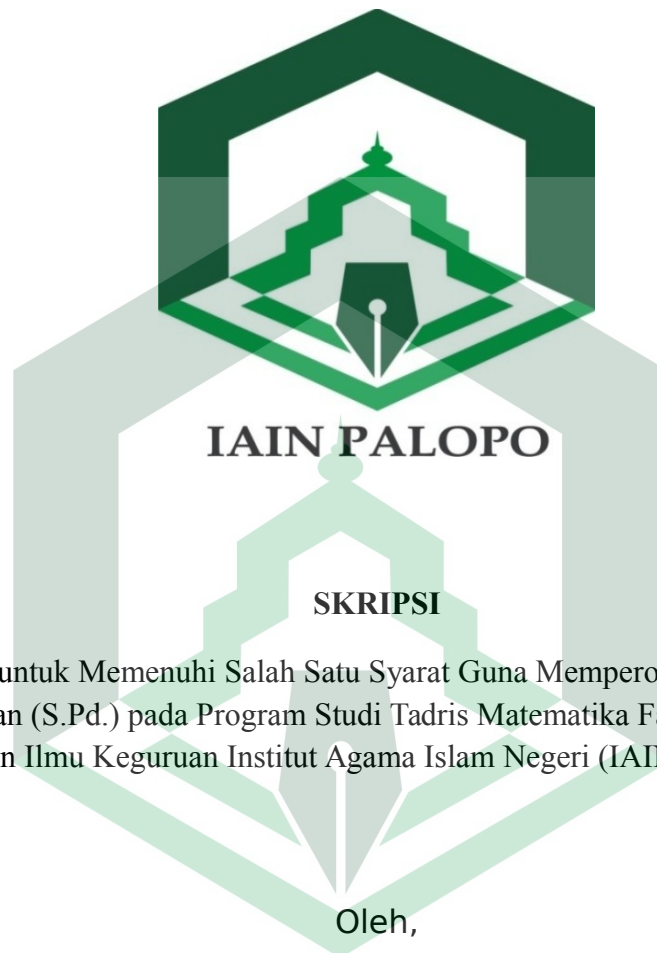 IAIN PALOPO
SKRIPSI
untuk Memenuhi Salah Satu Syarat Guna Mempero
an (S.Pd.) pada Program Studi Tadris Matematika Fa
n Ilmu Keguruan Institut Agama Islam Negeri (IAI
Oleh,